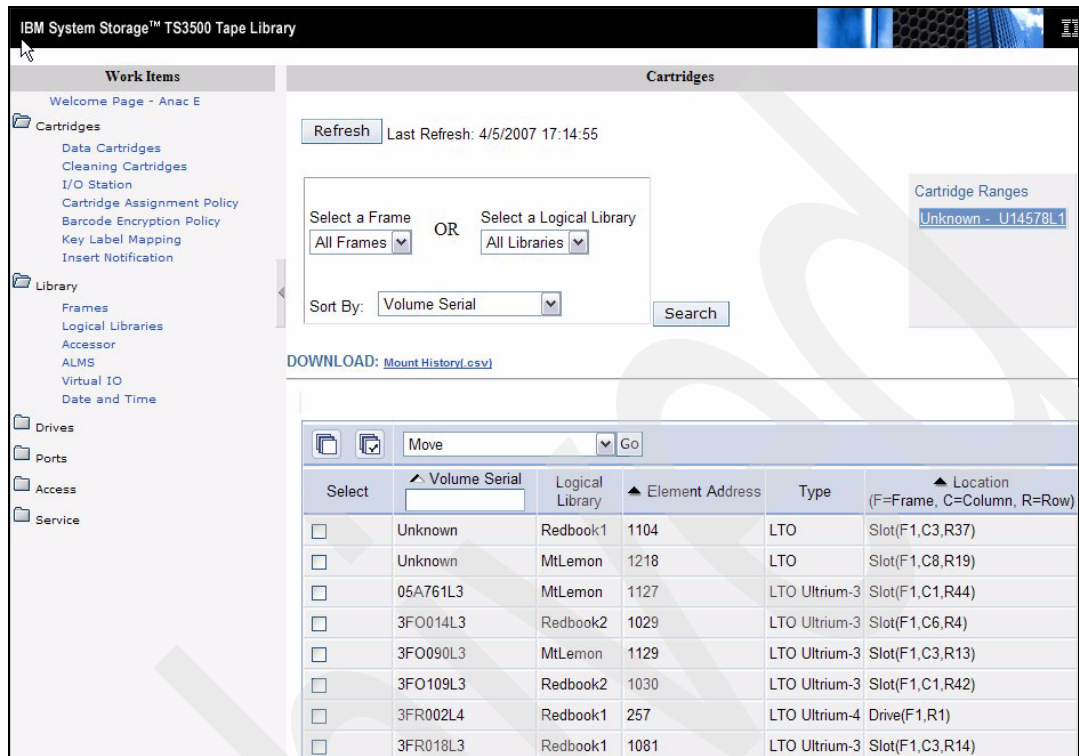 IBM System Storage™ TS3500 Tape Library
Work Items
Welcome Page - Anac E
Cartridges
Data Cartridges
Cleaning Cartridges
I/O Station
Cartridge Assignment Policy
Barcode Encryption Policy
Key Label Mapping
Insert Notification
Library
Frames
Logical Libraries
Accessor
ALMS
Virtual IO
Date and Time
Drives
Ports
Access
Service
Cartridges
Refresh Last Refresh: 4/5/2007 17:14:55
Select a Frame OR Select a Logical Library
All Frames All Libraries
Sort By: Volume Serial
Search
Cartridge Ranges
Unknown - U14578L1
DOWNLOAD: Mount History(.csv)
Move Go
Select Volume Serial Logical Library Element Address Type Location (F=Frame, C=Column, R=Row)
Unknown Redbook1 1104 LTO Slot(F1,C3,R37)
Unknown MtLemon 1218 LTO Slot(F1,C8,R19)
05A761L3 MtLemon 1127 LTO Ultrium-3 Slot(F1,C1,R44)
3FO014L3 Redbook2 1029 LTO Ultrium-3 Slot(F1,C6,R4)
3FO090L3 MtLemon 1129 LTO Ultrium-3 Slot(F1,C3,R13)
3FO109L3 Redbook2 1030 LTO Ultrium-3 Slot(F1,C1,R42)
3FR002L4 Redbook1 257 LTO Ultrium-4 Drive(F1,R1)
3FR018L3 Redbook1 1081 LTO Ultrium-3 Slot(F1,C3,R14)